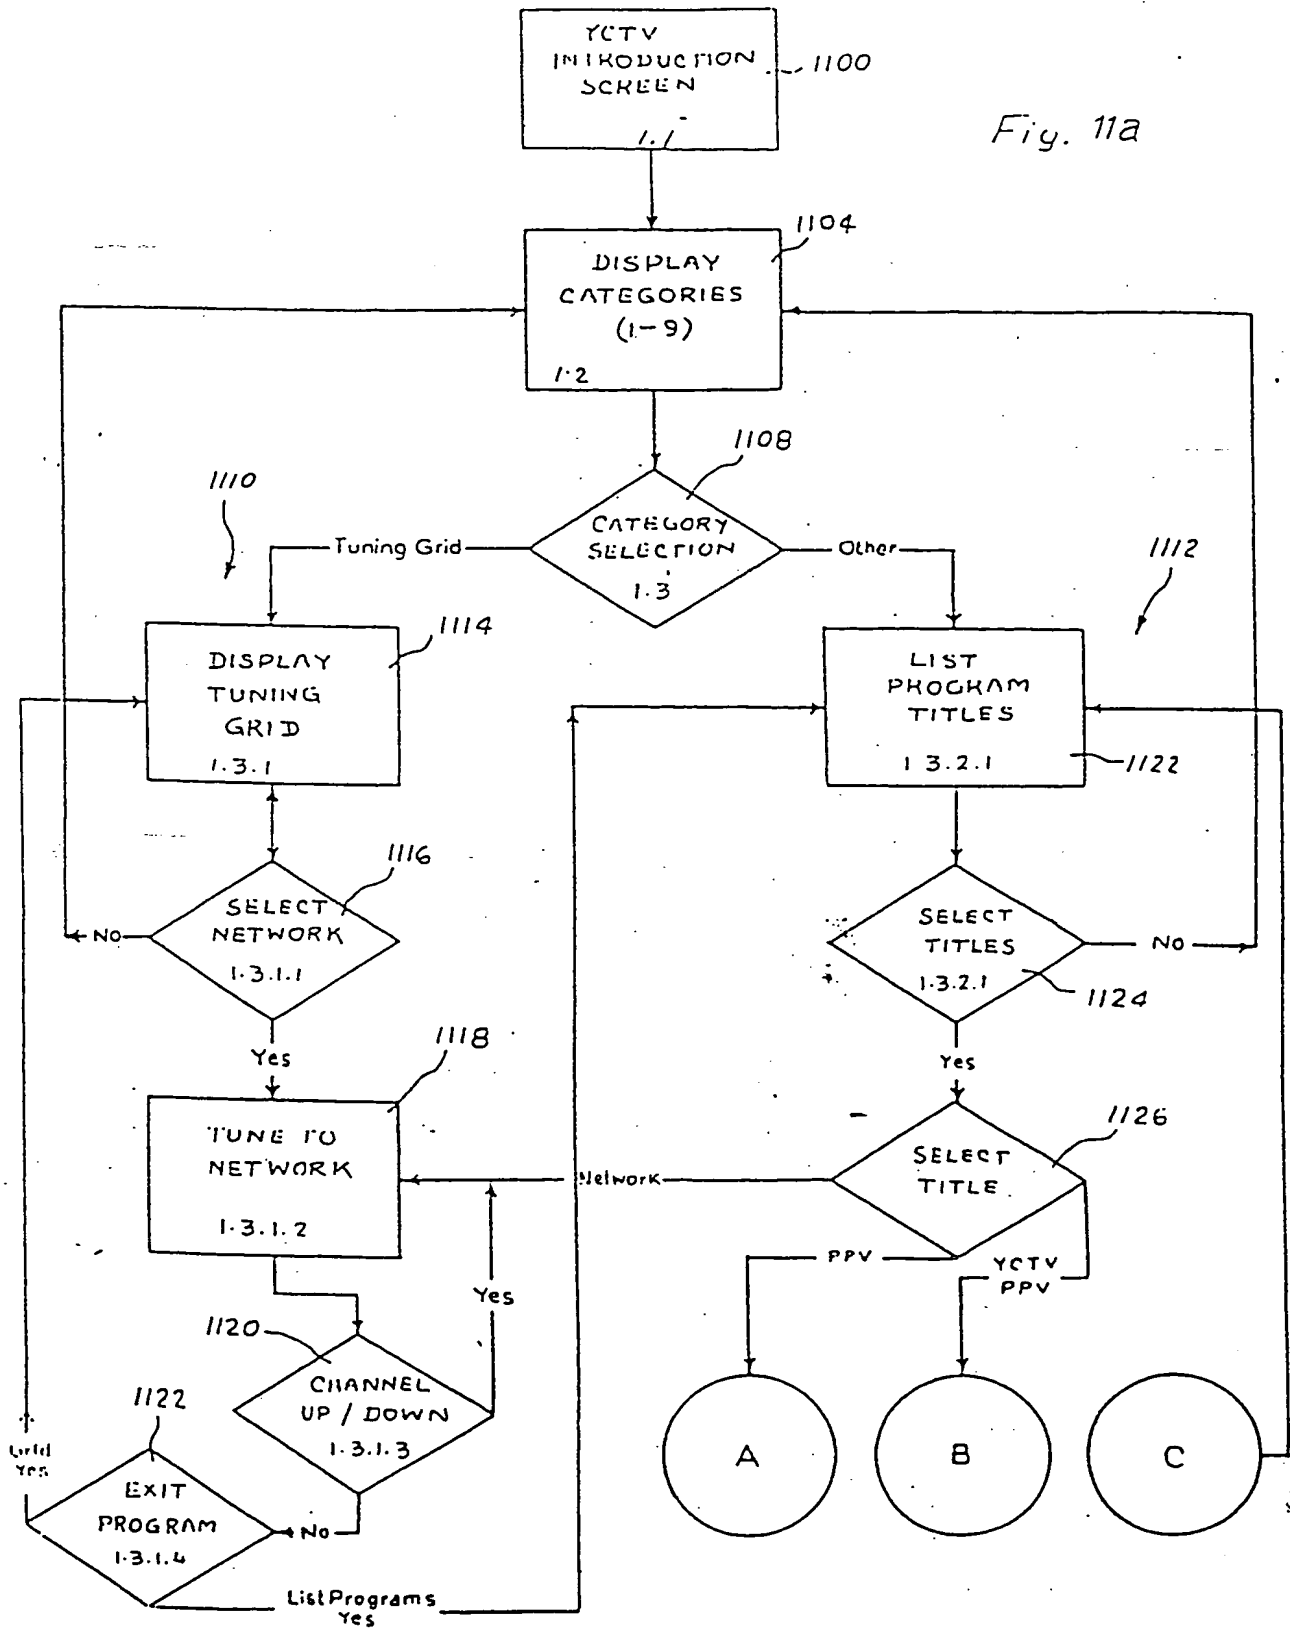 YCTV
INTRODUCTION
SCREEN
1.1
1100
Fig. 11a
1104
DISPLAY
CATEGORIES
(1-9)
1.2
1108
CATEGORY
SELECTION
1.3
1110
Tuning Grid
Other
1112
1114
DISPLAY
TUNING
GRID
1.3.1
LIST
PROGRAM
TITLES
1 3.2.1
1122
1116
SELECT
NETWORK
1.3.1.1
No
SELECT
TITLES
1.3.2.1
No
1124
Yes
Yes
1118
TUNE TO
NETWORK
1.3.1.2
Network
1126
SELECT
TITLE
PPV
YCTV
PPV
Yes
1120
CHANNEL
UP / DOWN
1.3.1.3
1122
Grid
Yes
EXIT
PROGRAM
1.3.1.4
No
List Programs
Yes
A
B
C